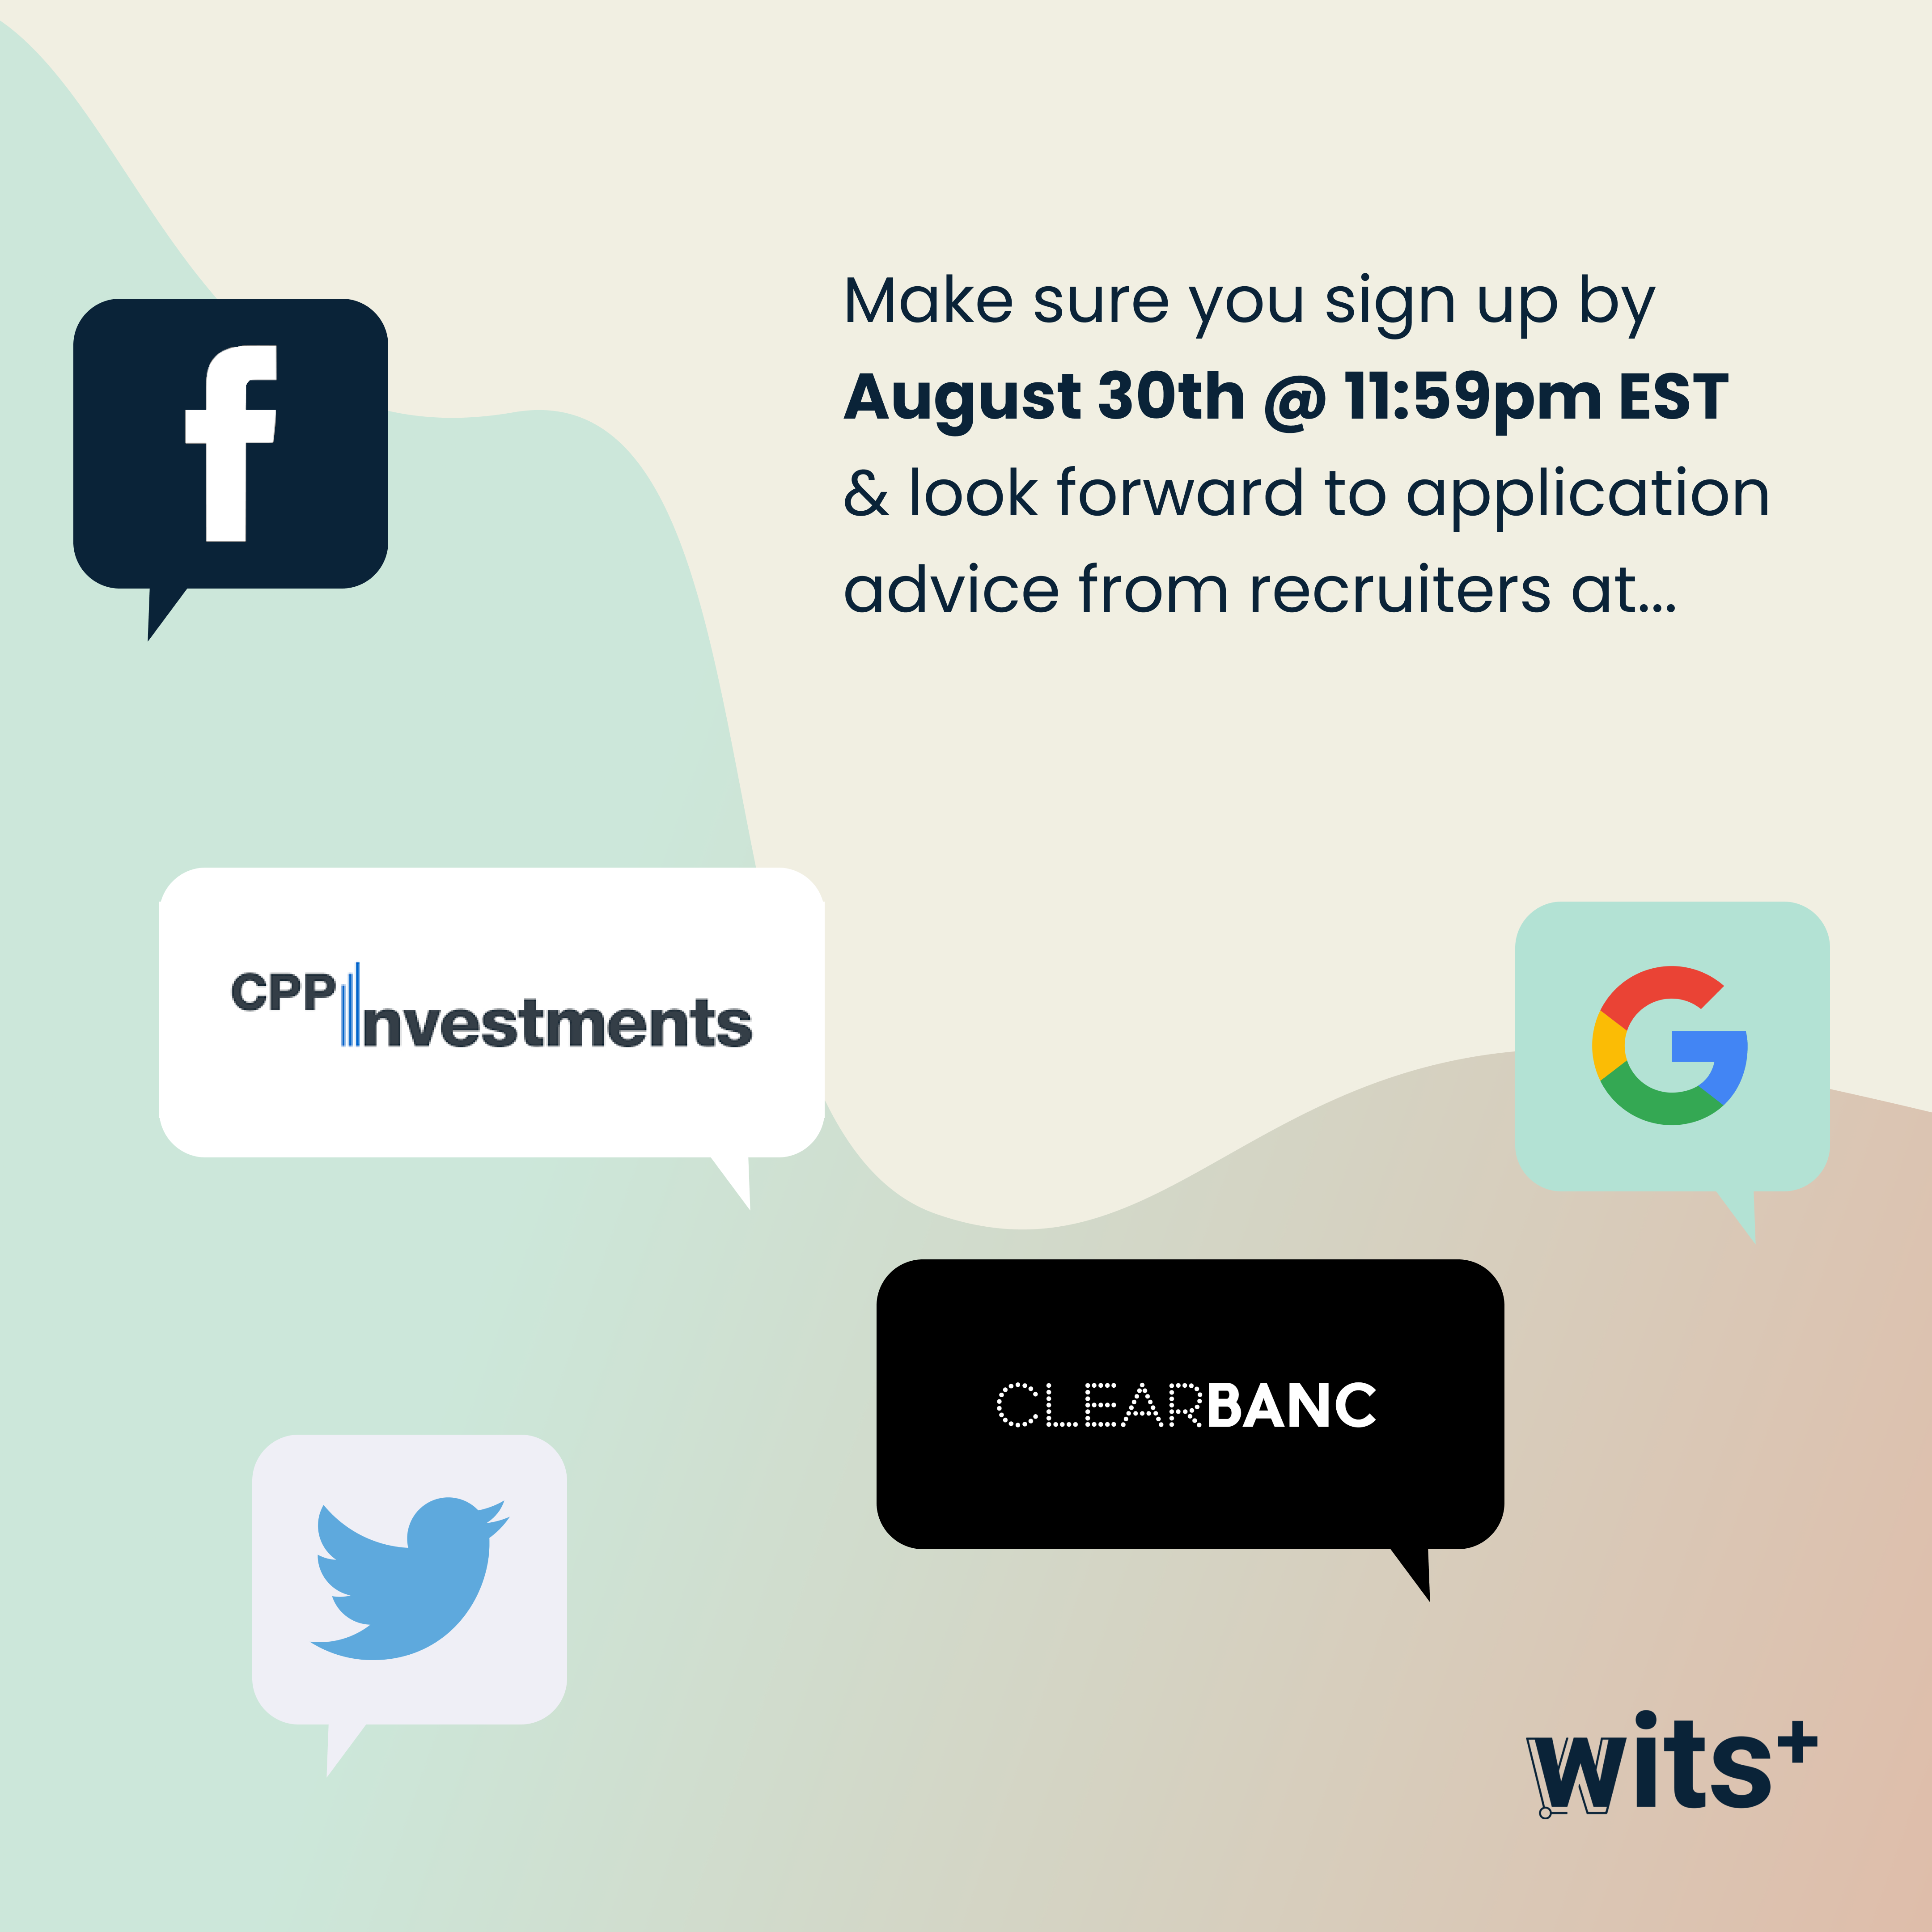 Make sure you sign up by
August 30th @ 11:59pm EST
& look forward to application
advice from recruiters at...
f
CPP Investments
G
CLEARBANC
wits+